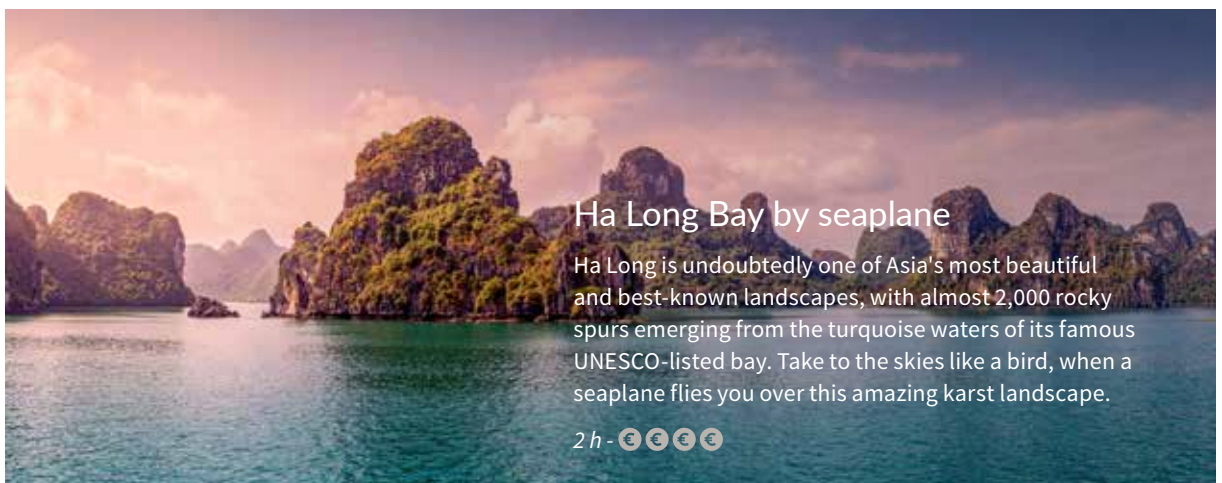 Ha Long Bay by seaplane
Ha Long is undoubtedly one of Asia's most beautiful
and best-known landscapes, with almost 2,000 rocky
spurs emerging from the turquoise waters of its famous
UNESCO-listed bay. Take to the skies like a bird, when a
seaplane flies you over this amazing karst landscape.
2 h - € € € €